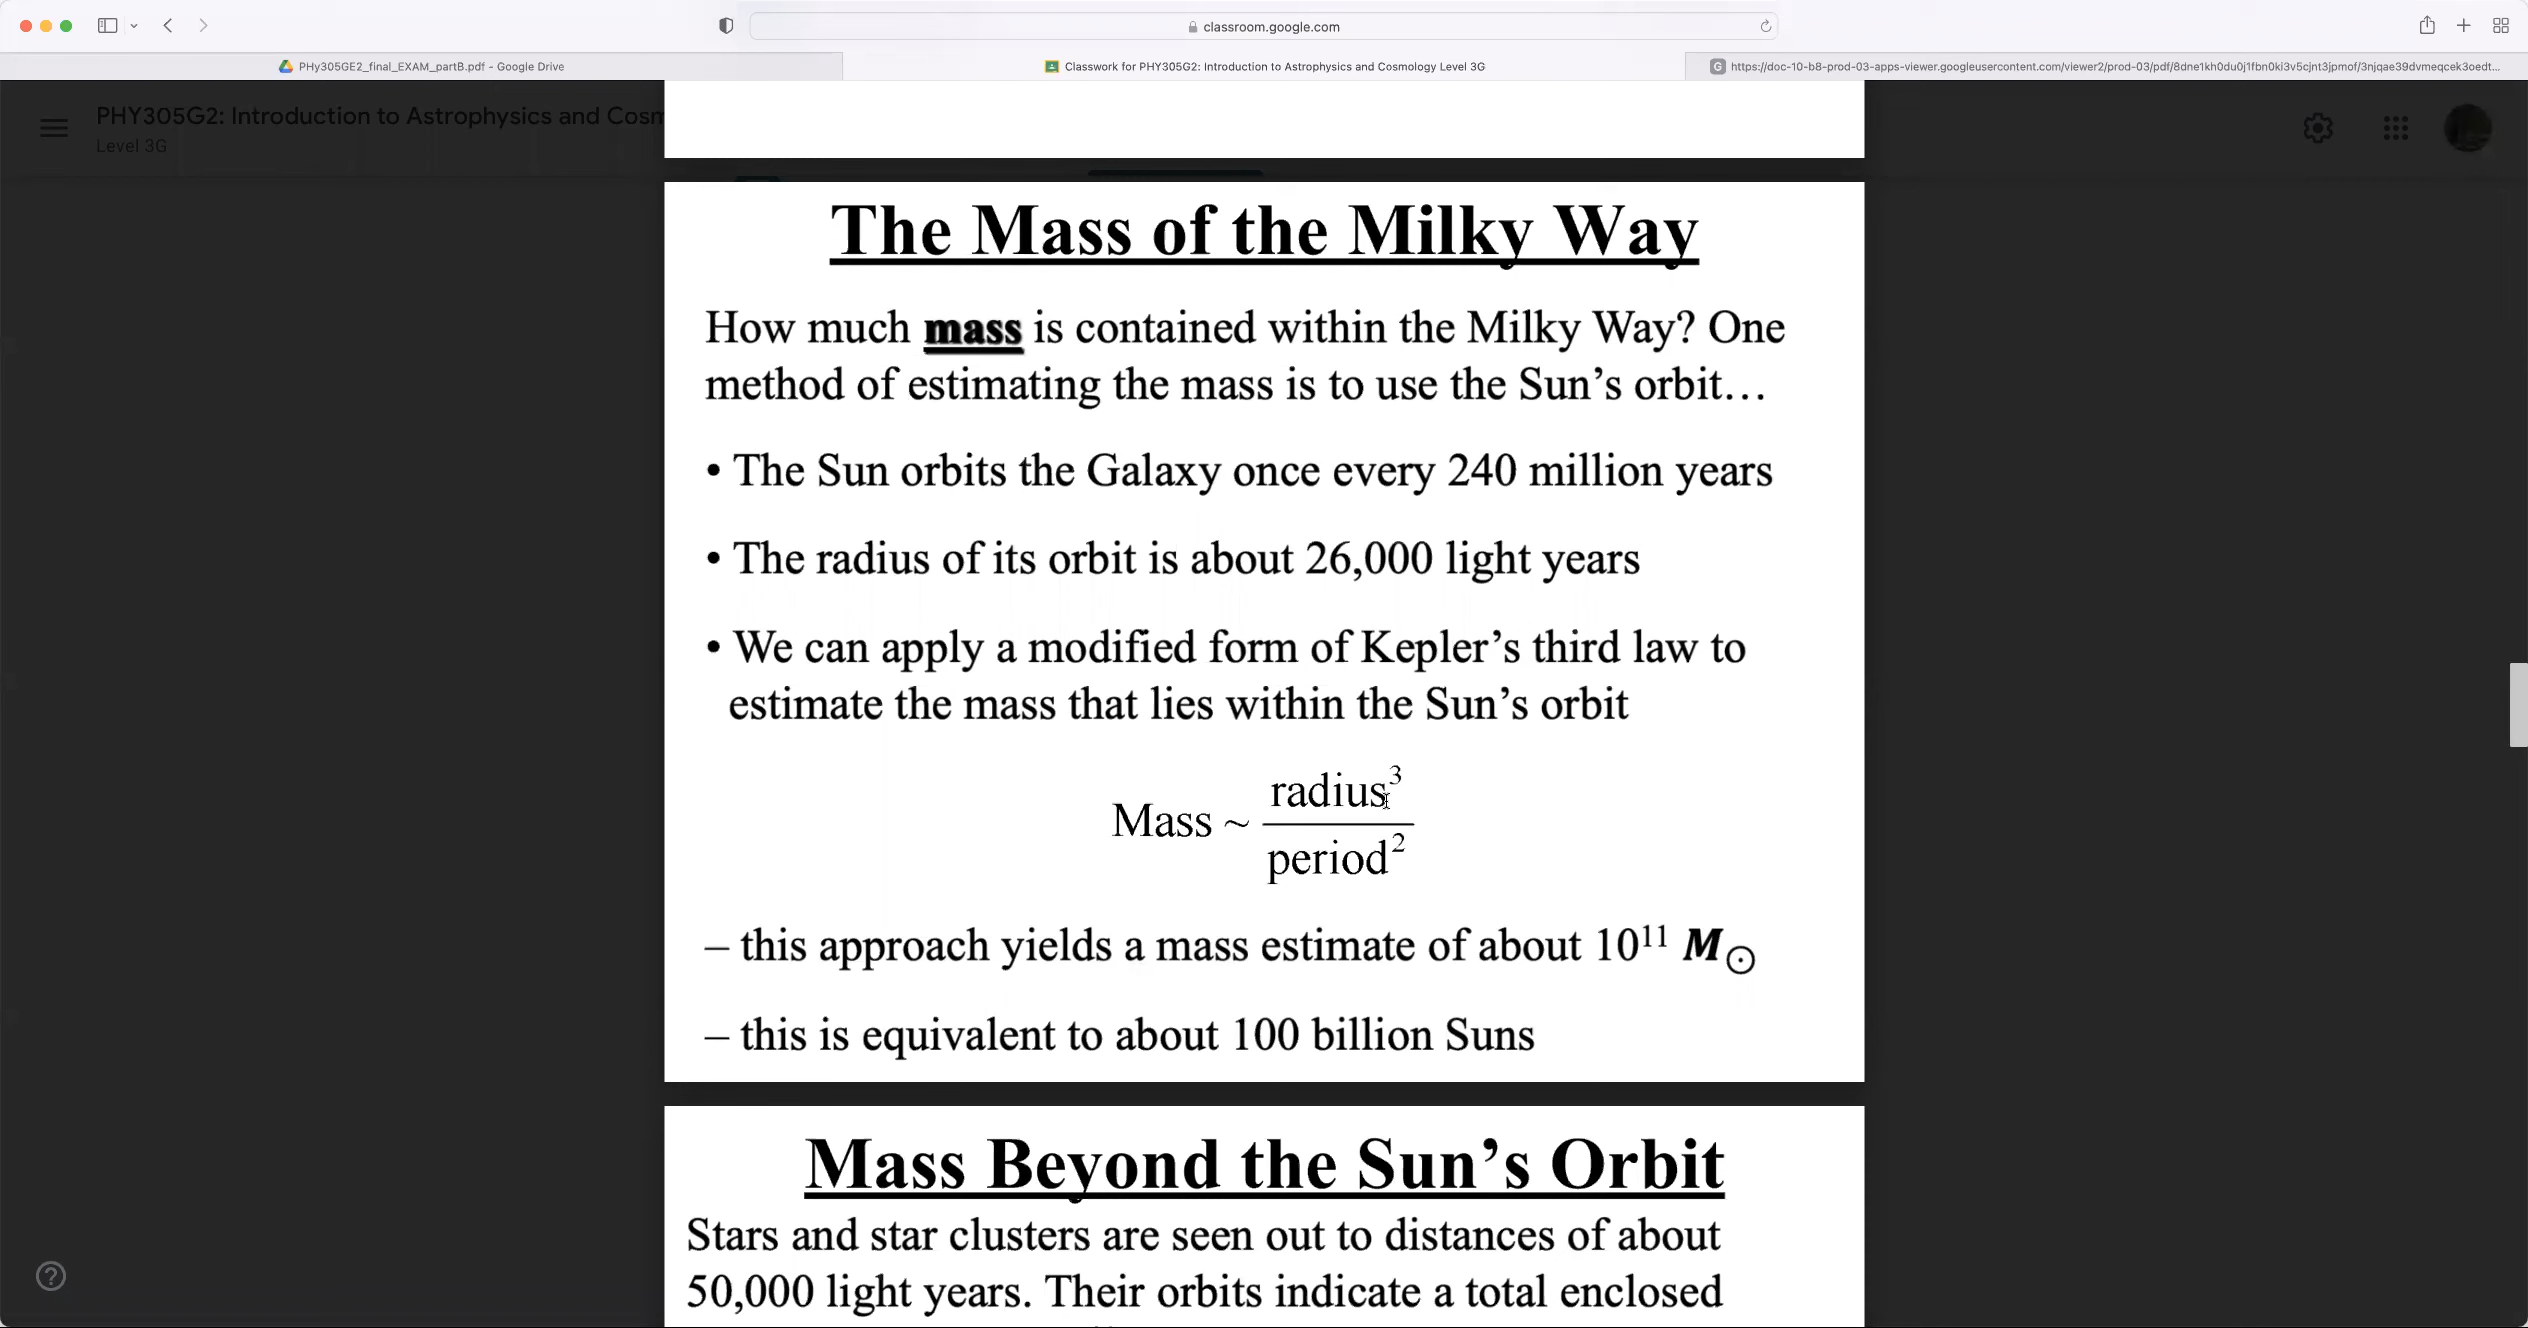 classroom.google.com
PHy305GE2_final_EXAM_partB.pdf - Google Drive
Classwork for PHY305G2: Introduction to Astrophysics and Cosmology Level 3G
https://doc-10-b8-prod-03-apps-viewer.googleusercontent.com/viewer2/prod-03/pdf/8dne1kh0du0j1fbn0ki3v5cjnt3jpmof/3njqae39dvmeqcek3oedt...
PHY305G2: Introduction to Astrophysics and Cosm
Level 3G
The Mass of the Milky Way
How much mass is contained within the Milky Way? One
method of estimating the mass is to use the Sun’s orbit…
• The Sun orbits the Galaxy once every 240 million years
• The radius of its orbit is about 26,000 light years
• We can apply a modified form of Kepler’s third law to
estimate the mass that lies within the Sun’s orbit
Mass ~ radius³ / period²
– this approach yields a mass estimate of about 10¹¹ M☉
– this is equivalent to about 100 billion Suns
Mass Beyond the Sun’s Orbit
Stars and star clusters are seen out to distances of about
50,000 light years. Their orbits indicate a total enclosed